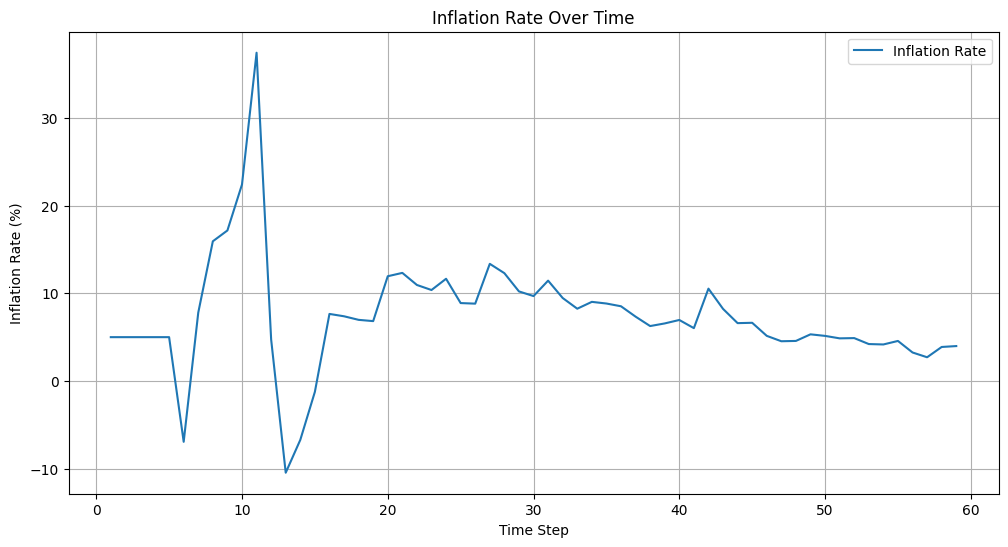 Inflation Rate Over Time
Inflation Rate
Inflation Rate (%)
30
20
10
0
−10
0 10 20 30 40 50 60
Time Step